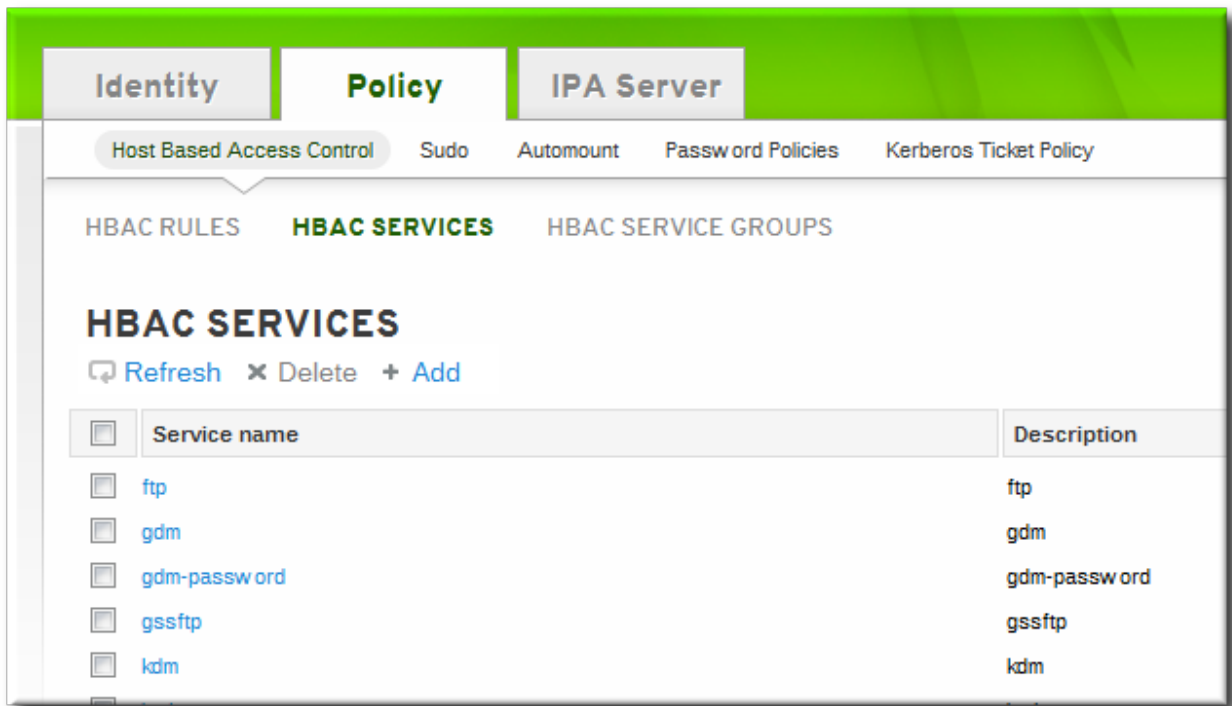 Identity Policy IPA Server
Host Based Access Control Sudo Automount Password Policies Kerberos Ticket Policy
HBAC RULES HBAC SERVICES HBAC SERVICE GROUPS
HBAC SERVICES
Refresh Delete + Add
Service name Description
ftp ftp
gdm gdm
gdm-password gdm-password
gssftp gssftp
kdm kdm